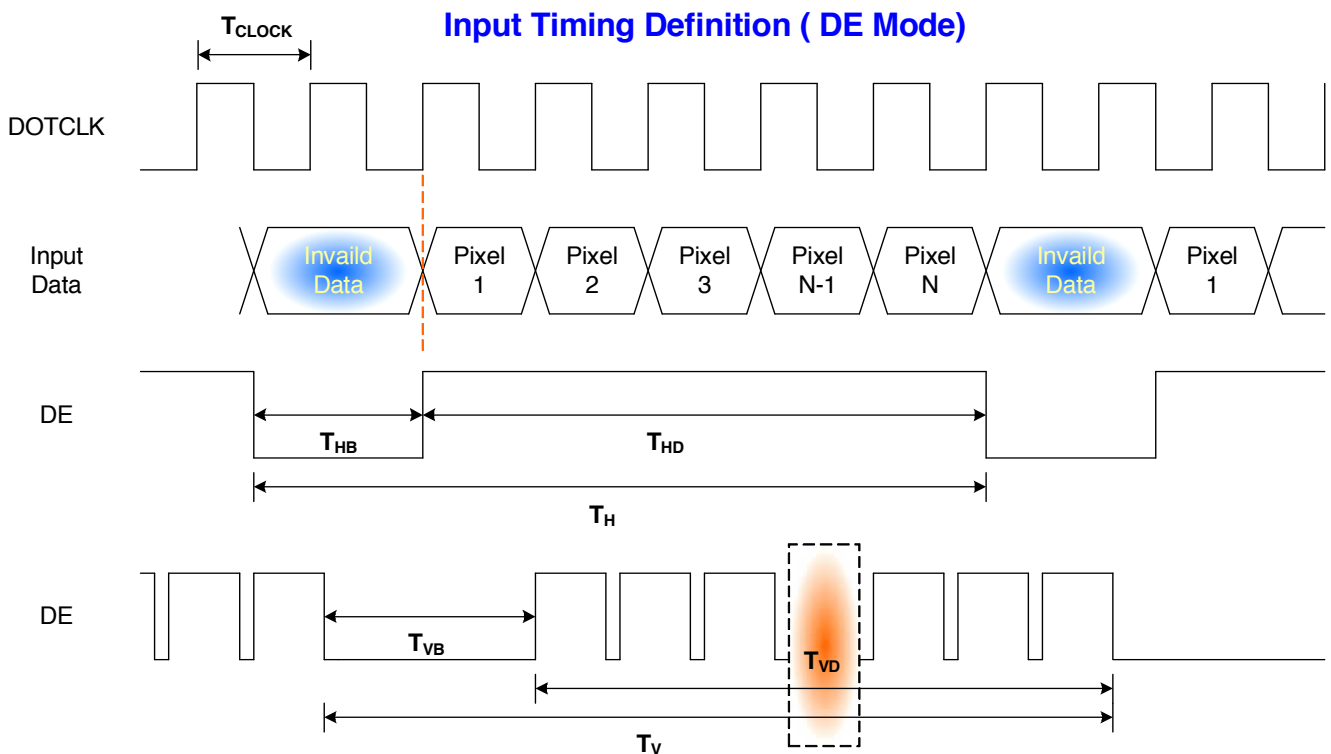 Input Timing Definition ( DE Mode)
TCLOCK
DOTCLK
Input
Data
Invaild
Data
Pixel
1
Pixel
2
Pixel
3
Pixel
N-1
Pixel
N
Invaild
Data
Pixel
1
DE
THB
THD
TH
DE
TVB
TVD
TV